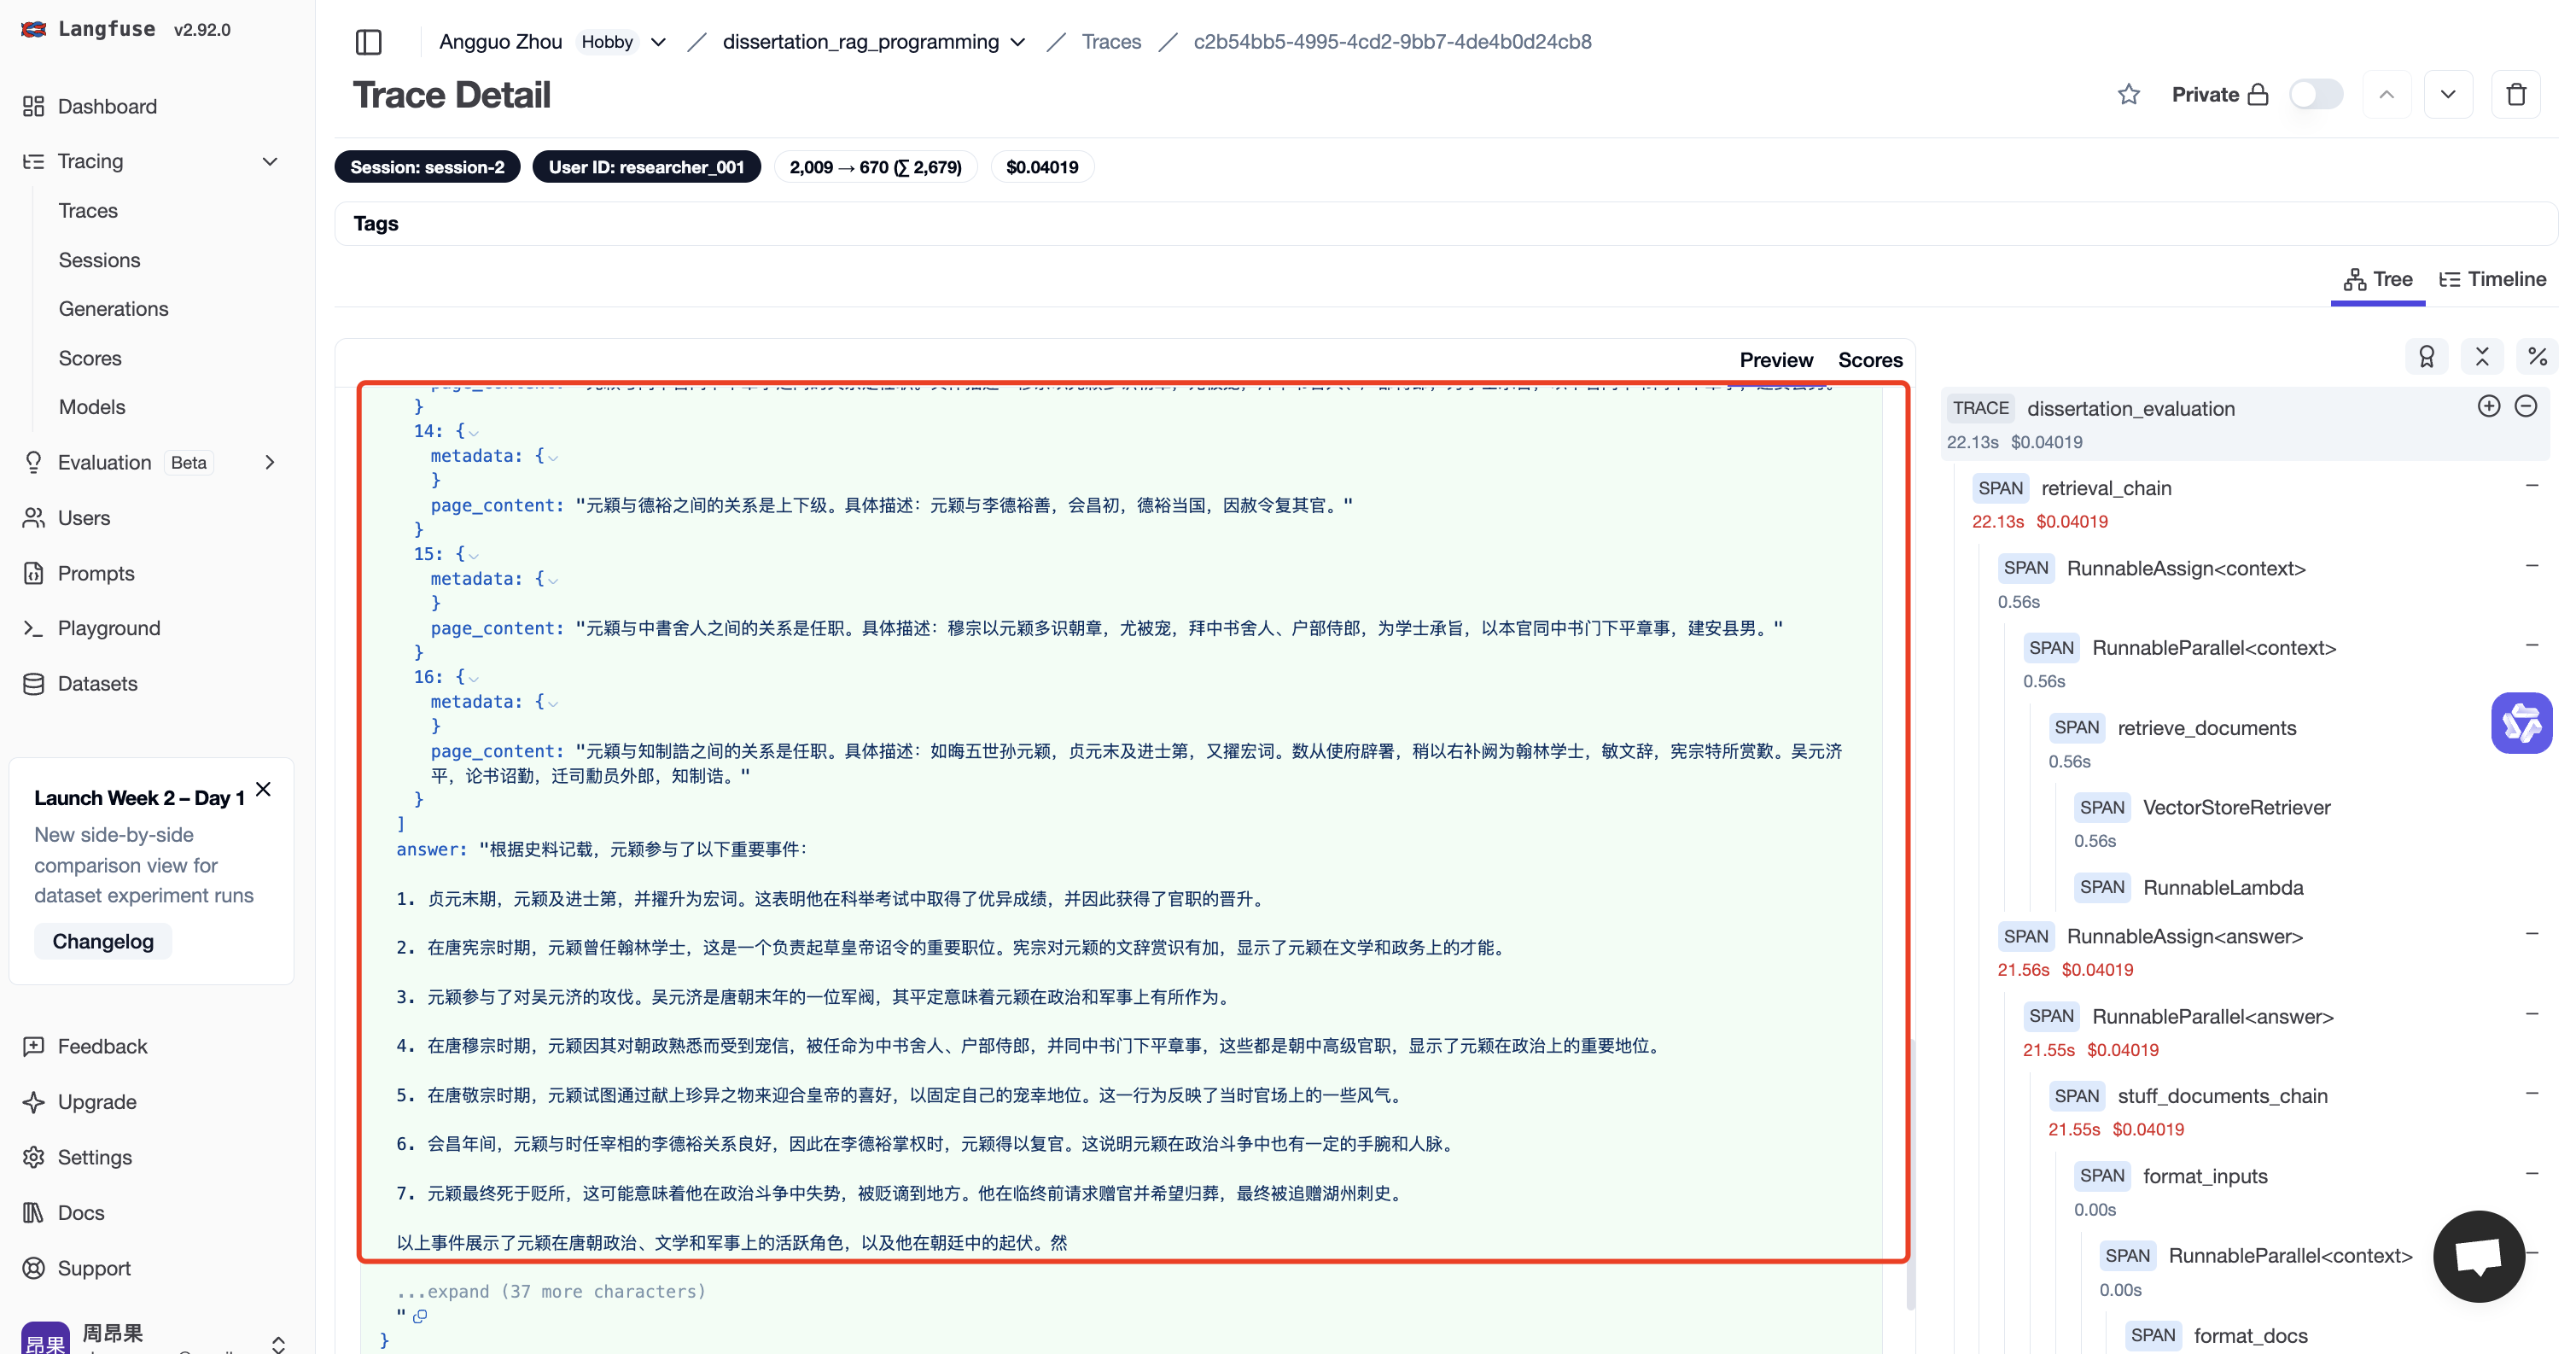 Langfuse v2.92.0
Dashboard
Tracing
Traces
Sessions
Generations
Scores
Models
Evaluation Beta
Users
Prompts
Playground
Datasets
Launch Week 2 – Day 1
New side-by-side
comparison view for
dataset experiment runs
Changelog
Feedback
Upgrade
Settings
Docs
Support
昂果 周昂果
Angguo Zhou Hobby / dissertation_rag_programming / Traces / c2b54bb5-4995-4cd2-9bb7-4de4b0d24cb8
Trace Detail
Private
Session: session-2 User ID: researcher_001 2,009 → 670 (∑ 2,679) $0.04019
Tags
Tree Timeline
Preview Scores
}
14: {
metadata: {
}
page_content: "元穎与德裕之间的关系是上下级。具体描述：元颖与李德裕善，会昌初，德裕当国，因赦令复其官。"
}
15: {
metadata: {
}
page_content: "元穎与中書舍人之间的关系是任职。具体描述：穆宗以元颖多识朝章，尤被宠，拜中书舍人、户部侍郎，为学士承旨，以本官同中书门下平章事，建安县男。"
}
16: {
metadata: {
}
page_content: "元穎与知制誥之间的关系是任职。具体描述：如晦五世孙元颖，贞元末及进士第，又擢宏词。数从使府辟署，稍以右补阙为翰林学士，敏文辞，宪宗特所赏歎。吴元济
平，论书诏勤，迁司勳员外郎，知制诰。"
}
]
answer: "根据史料记载，元颖参与了以下重要事件：
1. 贞元末期，元颖及进士第，并擢升为宏词。这表明他在科举考试中取得了优异成绩，并因此获得了官职的晋升。
2. 在唐宪宗时期，元颖曾任翰林学士，这是一个负责起草皇帝诏令的重要职位。宪宗对元颖的文辞赏识有加，显示了元颖在文学和政务上的才能。
3. 元颖参与了对吴元济的攻伐。吴元济是唐朝末年的一位军阀，其平定意味着元颖在政治和军事上有所作为。
4. 在唐穆宗时期，元颖因其对朝政熟悉而受到宠信，被任命为中书舍人、户部侍郎，并同中书门下平章事，这些都是朝中高级官职，显示了元颖在政治上的重要地位。
5. 在唐敬宗时期，元颖试图通过献上珍异之物来迎合皇帝的喜好，以固定自己的宠幸地位。这一行为反映了当时官场上的一些风气。
6. 会昌年间，元颖与时任宰相的李德裕关系良好，因此在李德裕掌权时，元颖得以复官。这说明元颖在政治斗争中也有一定的手腕和人脉。
7. 元颖最终死于贬所，这可能意味着他在政治斗争中失势，被贬谪到地方。他在临终前请求赠官并希望归葬，最终被追赠湖州刺史。
以上事件展示了元颖在唐朝政治、文学和军事上的活跃角色，以及他在朝廷中的起伏。然
...expand (37 more characters)
"
}
TRACE dissertation_evaluation
22.13s $0.04019
SPAN retrieval_chain
22.13s $0.04019
SPAN RunnableAssign<context>
0.56s
SPAN RunnableParallel<context>
0.56s
SPAN retrieve_documents
0.56s
SPAN VectorStoreRetriever
0.56s
SPAN RunnableLambda
SPAN RunnableAssign<answer>
21.56s $0.04019
SPAN RunnableParallel<answer>
21.55s $0.04019
SPAN stuff_documents_chain
21.55s $0.04019
SPAN format_inputs
0.00s
SPAN RunnableParallel<context>
0.00s
SPAN format_docs